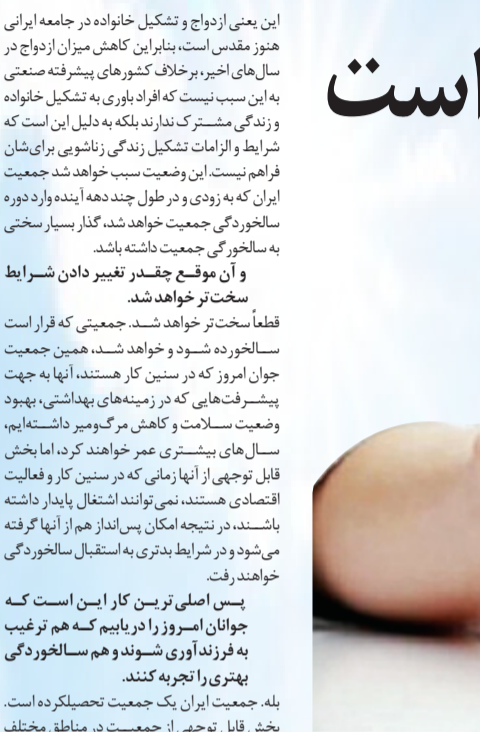 است
این یعنی ازدواج و تشکیل خانواده در جامعه ایرانی
هنوز مقدس است، بنابراین کاهش میزان ازدواج در
سال‌های اخیر، برخلاف کشورهای پیشرفته صنعتی
به این سبب نیست که افراد باوری به تشکیل خانواده
و زندگی مشترک ندارند بلکه به دلیل این است که
شرایط و الزامات تشکیل زندگی زناشویی برای‌شان
فراهم نیست. این وضعیت سبب خواهد شد جمعیت
ایران که به زودی و در طول چند دهه آینده وارد دوره
سالخوردگی جمعیت خواهد شد، گذار بسیار سختی
به سالخورگی جمعیت داشته باشد.
و آن موقع چقدر تغییر دادن شرایط
سخت‌تر خواهد شد.
قطعاً سخت‌تر خواهد شد. جمعیتی که قرار است
سالخورده شود و خواهد شد، همین جمعیت
جوان امروز که در سنین کار هستند، آنها به جهت
پیشرفت‌هایی که در زمینه‌های بهداشتی، بهبود
وضعیت سلامت و کاهش مرگ‌ومیر داشته‌ایم،
سال‌های بیشتری عمر خواهند کرد، اما بخش
قابل توجهی از آنها زمانی که در سنین کار و فعالیت
اقتصادی هستند، نمی‌توانند اشتغال پایدار داشته
باشند، در نتیجه امکان پس‌انداز هم از آنها گرفته
می‌شود و در شرایط بدتری به استقبال سالخوردگی
خواهند رفت.
پس اصلی‌ترین کار این است که
جوانان امروز را دریابیم که هم ترغیب
به فرزندآوری شوند و هم سالخوردگی
بهتری را تجربه کنند.
بله. جمعیت ایران یک جمعیت تحصیلکرده است.
بخش قابل توجهی از جمعیت در مناطق مختلف